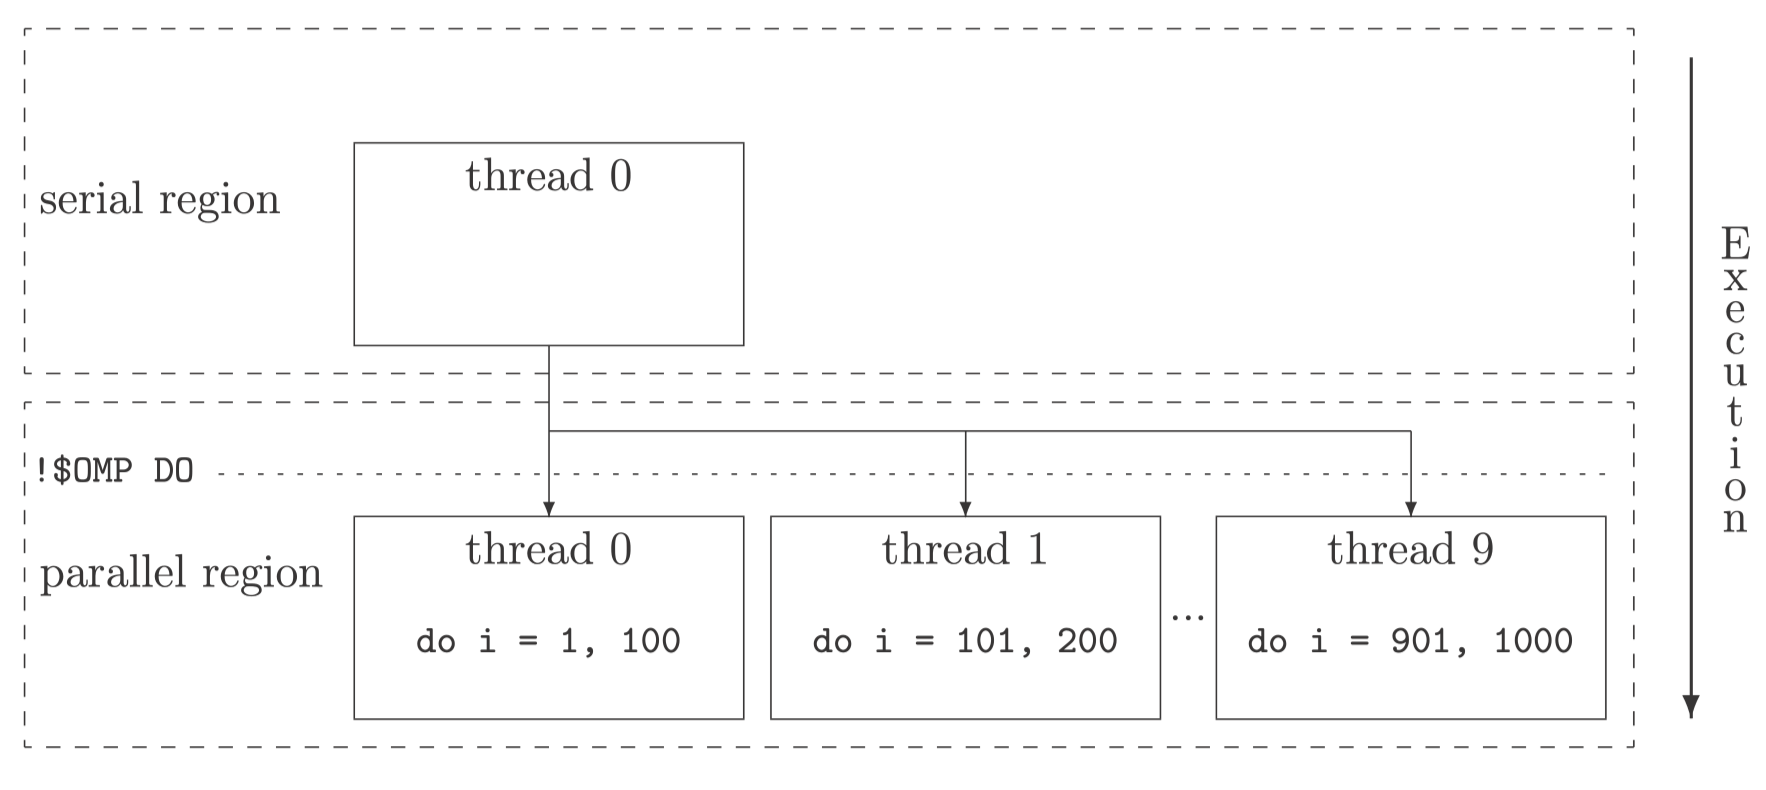 thread 0
serial region
Execution
!$OMP DO
thread 0
thread 1
thread 9
parallel region
...
do i = 1, 100
do i = 101, 200
do i = 901, 1000